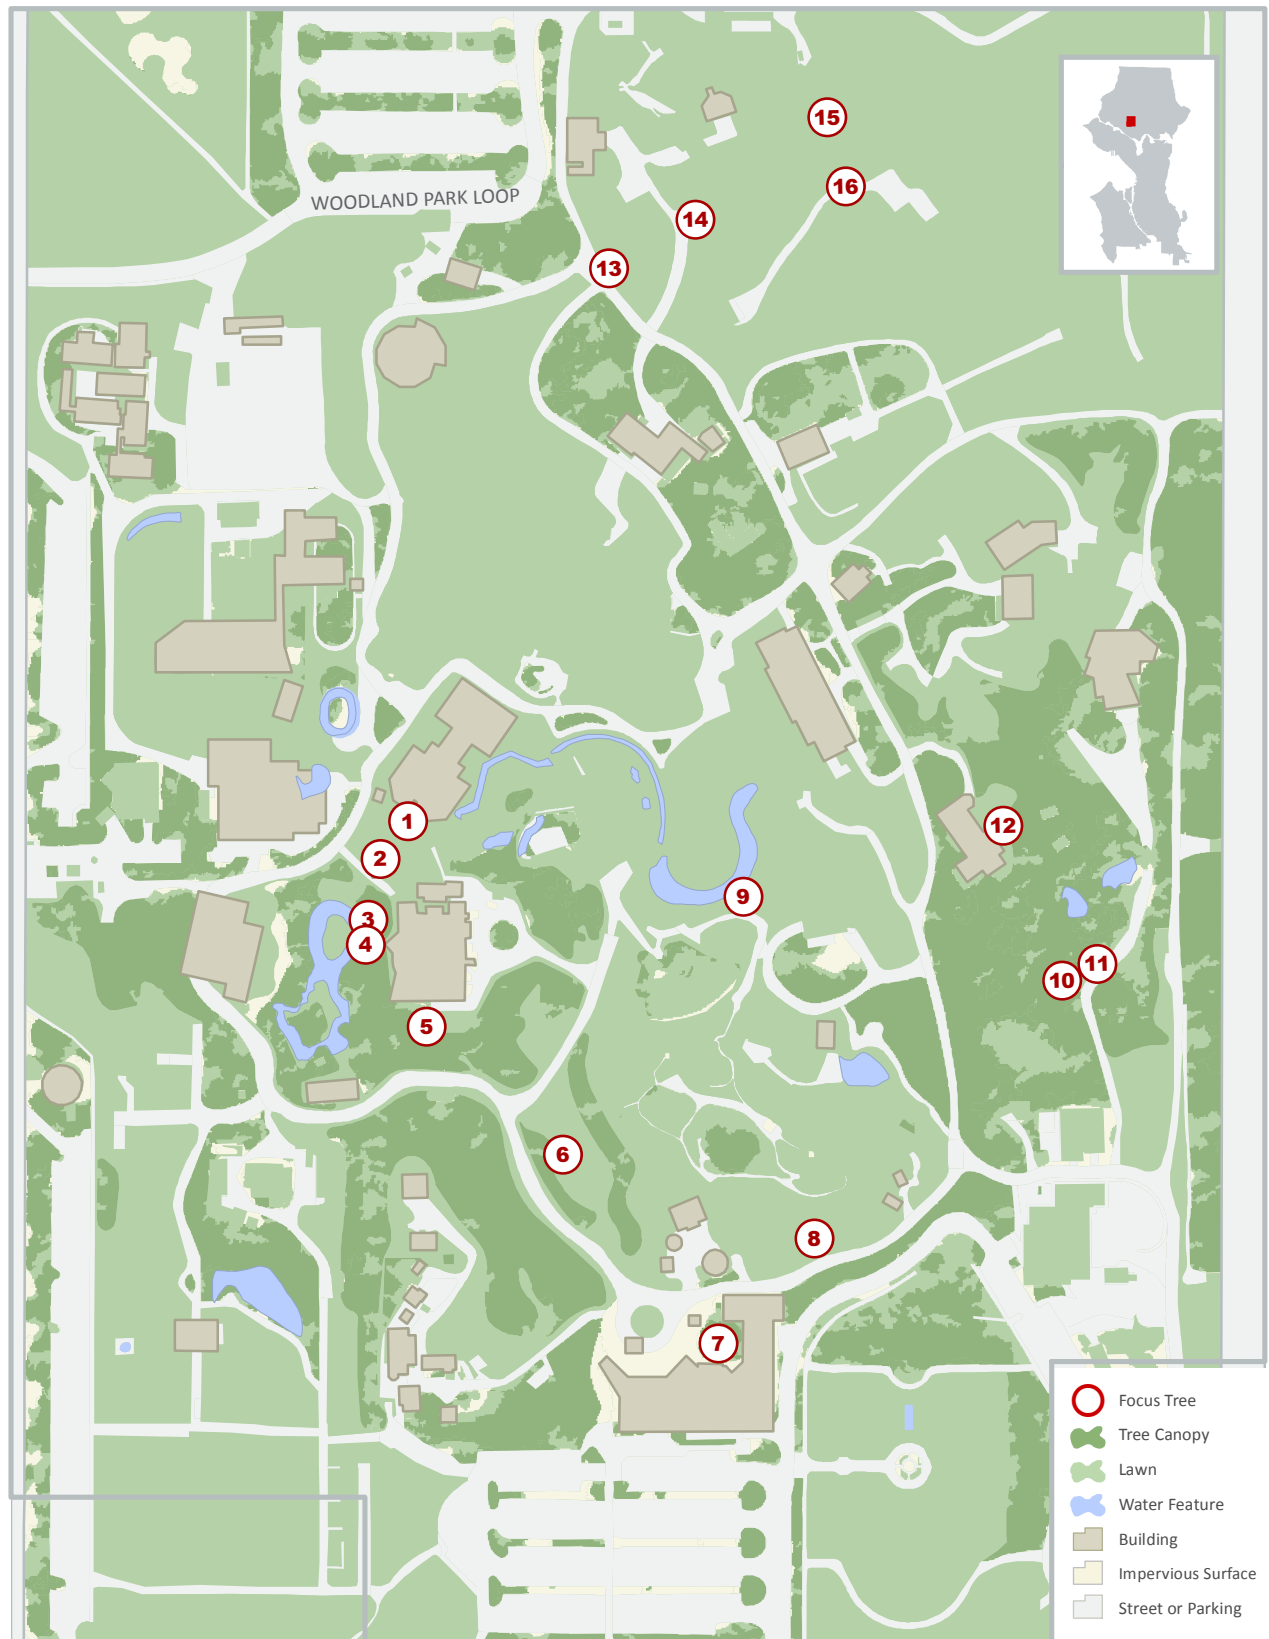 15
16
WOODLAND PARK LOOP
14
13
1
12
2
9
3
4
11
10
5
6
8
7
Focus Tree
Tree Canopy
Lawn
Water Feature
Building
Impervious Surface
Street or Parking